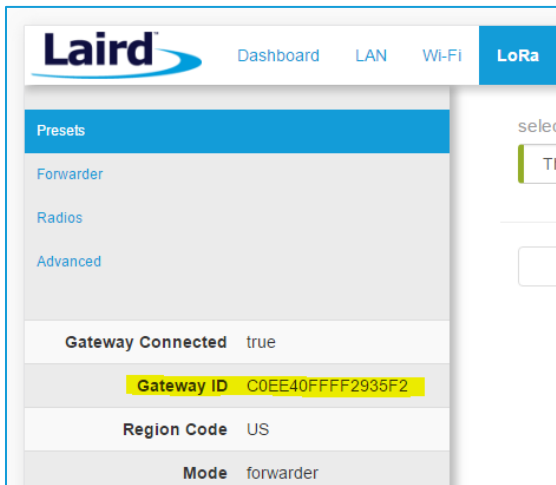 Laird™
Dashboard LAN Wi-Fi LoRa
Presets
Forwarder
Radios
Advanced
Gateway Connected true
Gateway ID C0EE40FFFF2935F2
Region Code US
Mode forwarder